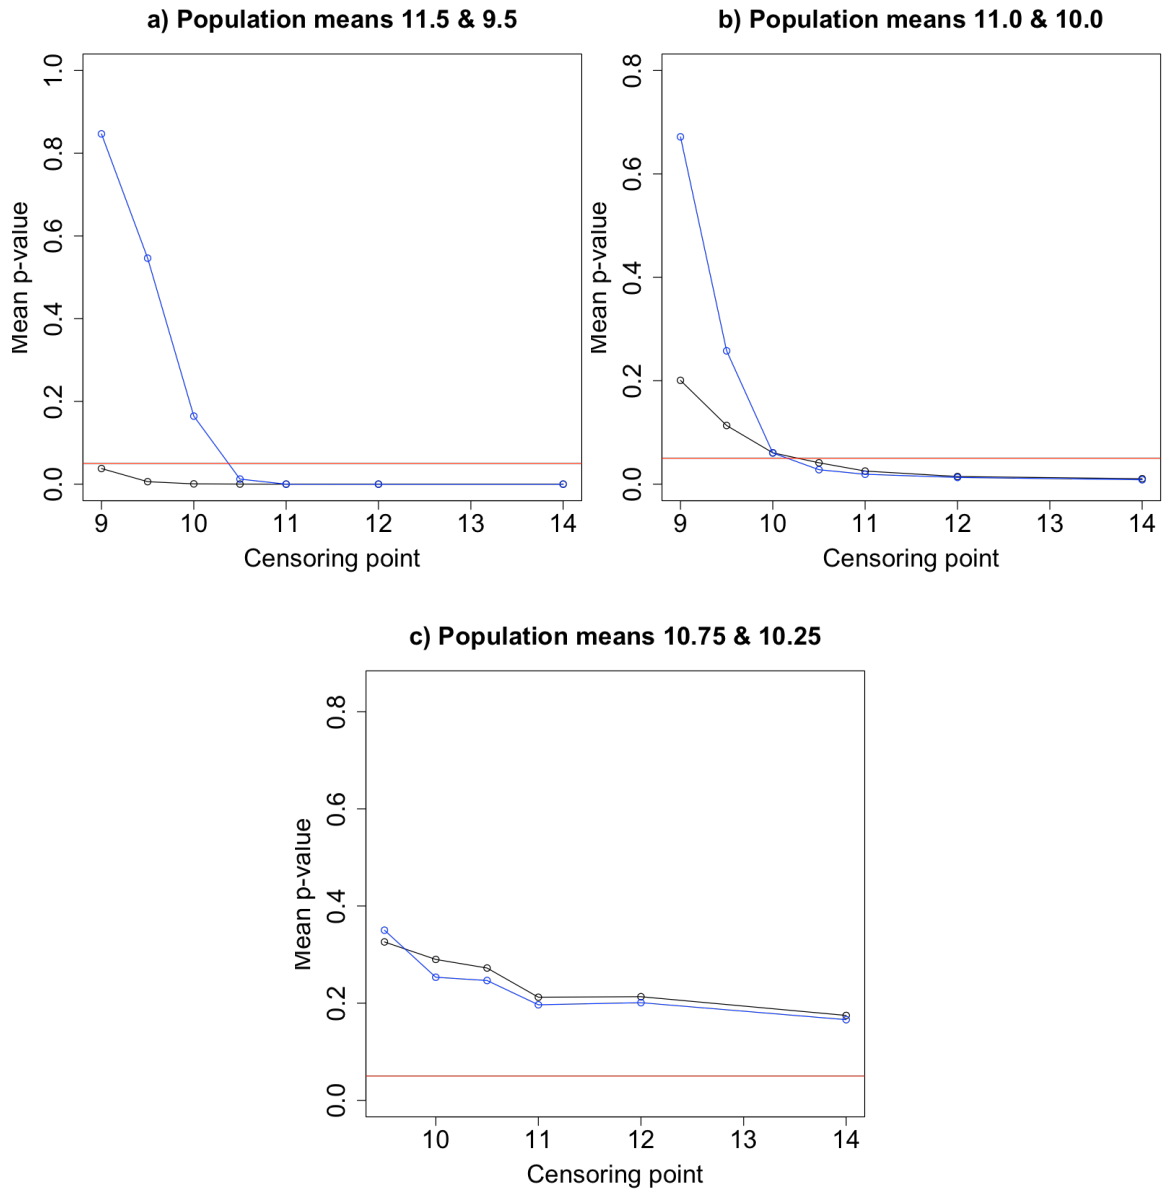 a) Population means 11.5 & 9.5
Mean p-value
1.0
0.8
0.6
0.4
0.2
0.0
9 10 11 12 13 14
Censoring point
b) Population means 11.0 & 10.0
Mean p-value
0.8
0.6
0.4
0.2
0.0
9 10 11 12 13 14
Censoring point
c) Population means 10.75 & 10.25
Mean p-value
0.8
0.6
0.4
0.2
0.0
10 11 12 13 14
Censoring point